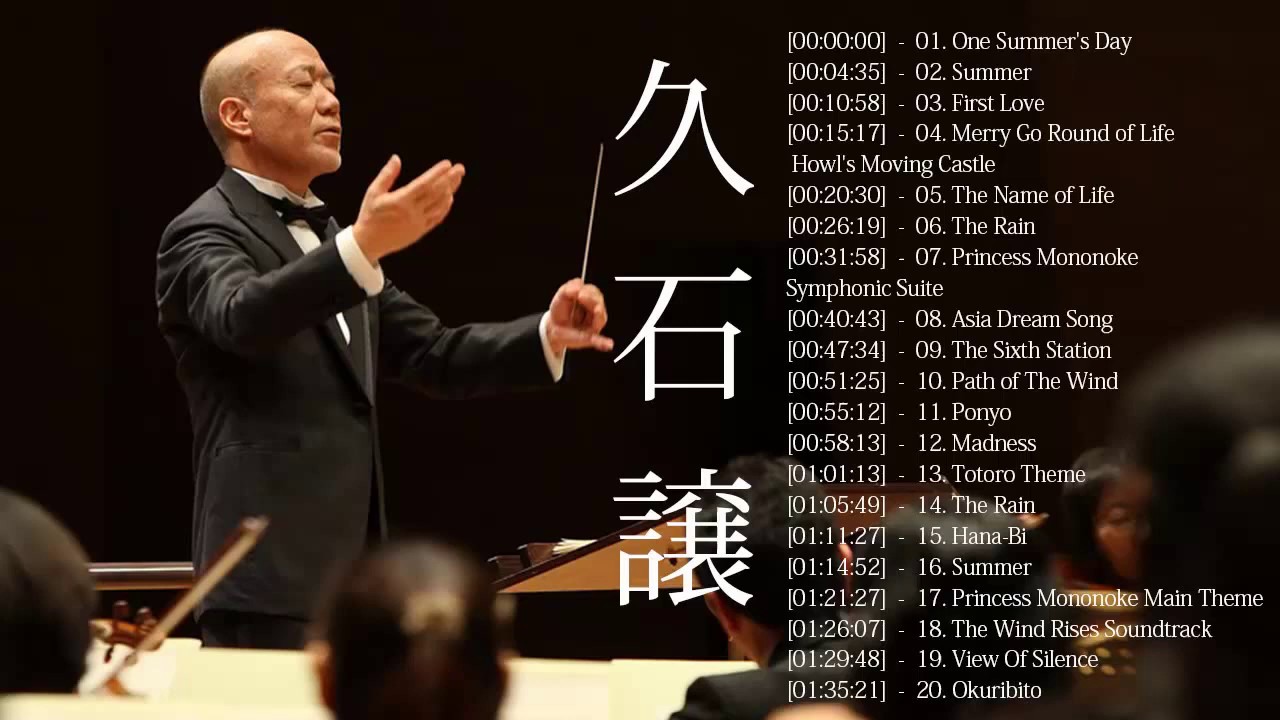 久石譲
[00:00:00] - 01. One Summer's Day
[00:04:35] - 02. Summer
[00:10:58] - 03. First Love
[00:15:17] - 04. Merry Go Round of Life
Howl's Moving Castle
[00:20:30] - 05. The Name of Life
[00:26:19] - 06. The Rain
[00:31:58] - 07. Princess Mononoke
Symphonic Suite
[00:40:43] - 08. Asia Dream Song
[00:47:34] - 09. The Sixth Station
[00:51:25] - 10. Path of The Wind
[00:55:12] - 11. Ponyo
[00:58:13] - 12. Madness
[01:01:13] - 13. Totoro Theme
[01:05:49] - 14. The Rain
[01:11:27] - 15. Hana-Bi
[01:14:52] - 16. Summer
[01:21:27] - 17. Princess Mononoke Main Theme
[01:26:07] - 18. The Wind Rises Soundtrack
[01:29:48] - 19. View Of Silence
[01:35:21] - 20. Okuribito